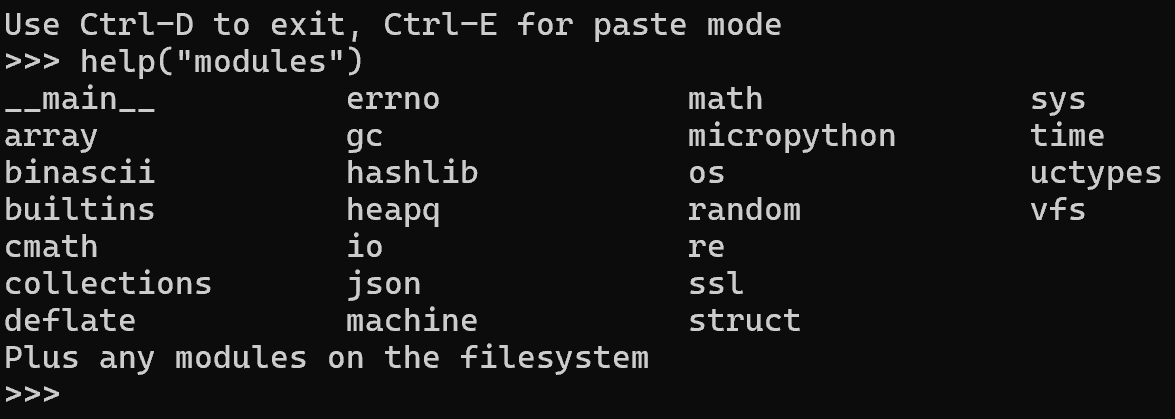 Use Ctrl-D to exit, Ctrl-E for paste mode
>>> help("modules")
__main__          errno             math              sys
array             gc                micropython       time
binascii          hashlib           os                uctypes
builtins          heapq             random            vfs
cmath             io                re
collections       json              ssl
deflate           machine           struct
Plus any modules on the filesystem
>>>